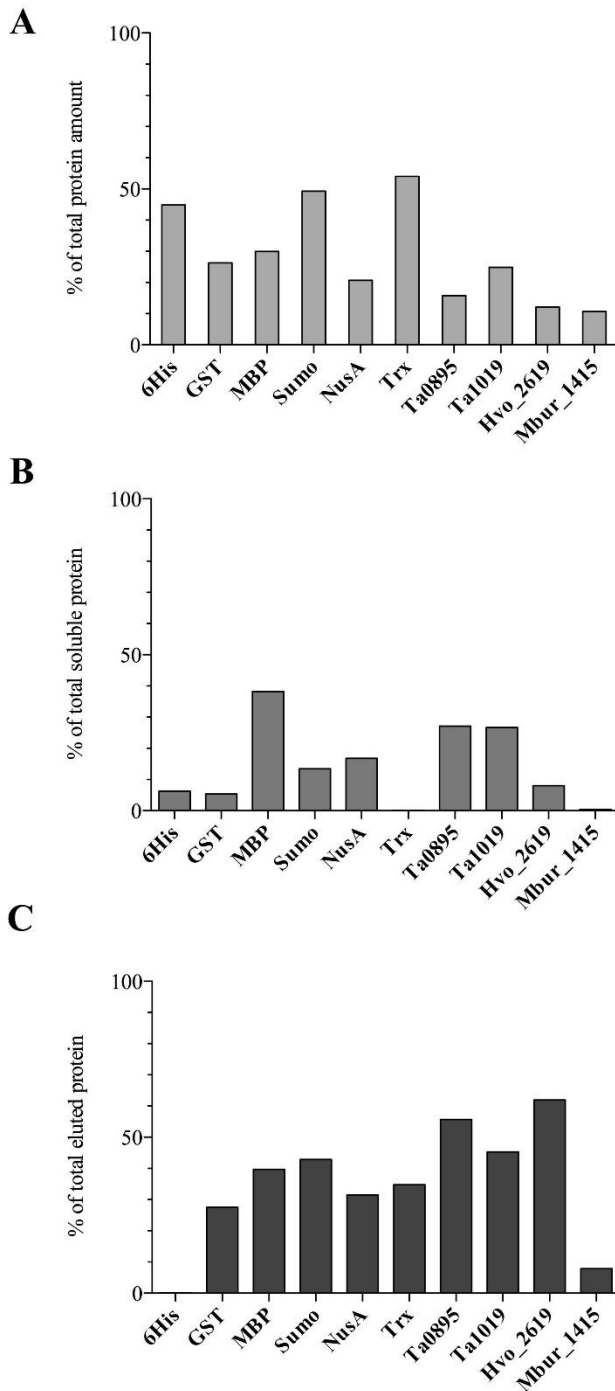 A
% of total protein amount
100
50
0
6His
GST
MBP
Sumo
NusA
Trx
Ta0895
Ta1019
Hvo_2619
Mbur_1415
B
% of total soluble protein
100
50
0
6His
GST
MBP
Sumo
NusA
Trx
Ta0895
Ta1019
Hvo_2619
Mbur_1415
C
% of total eluted protein
100
50
0
6His
GST
MBP
Sumo
NusA
Trx
Ta0895
Ta1019
Hvo_2619
Mbur_1415